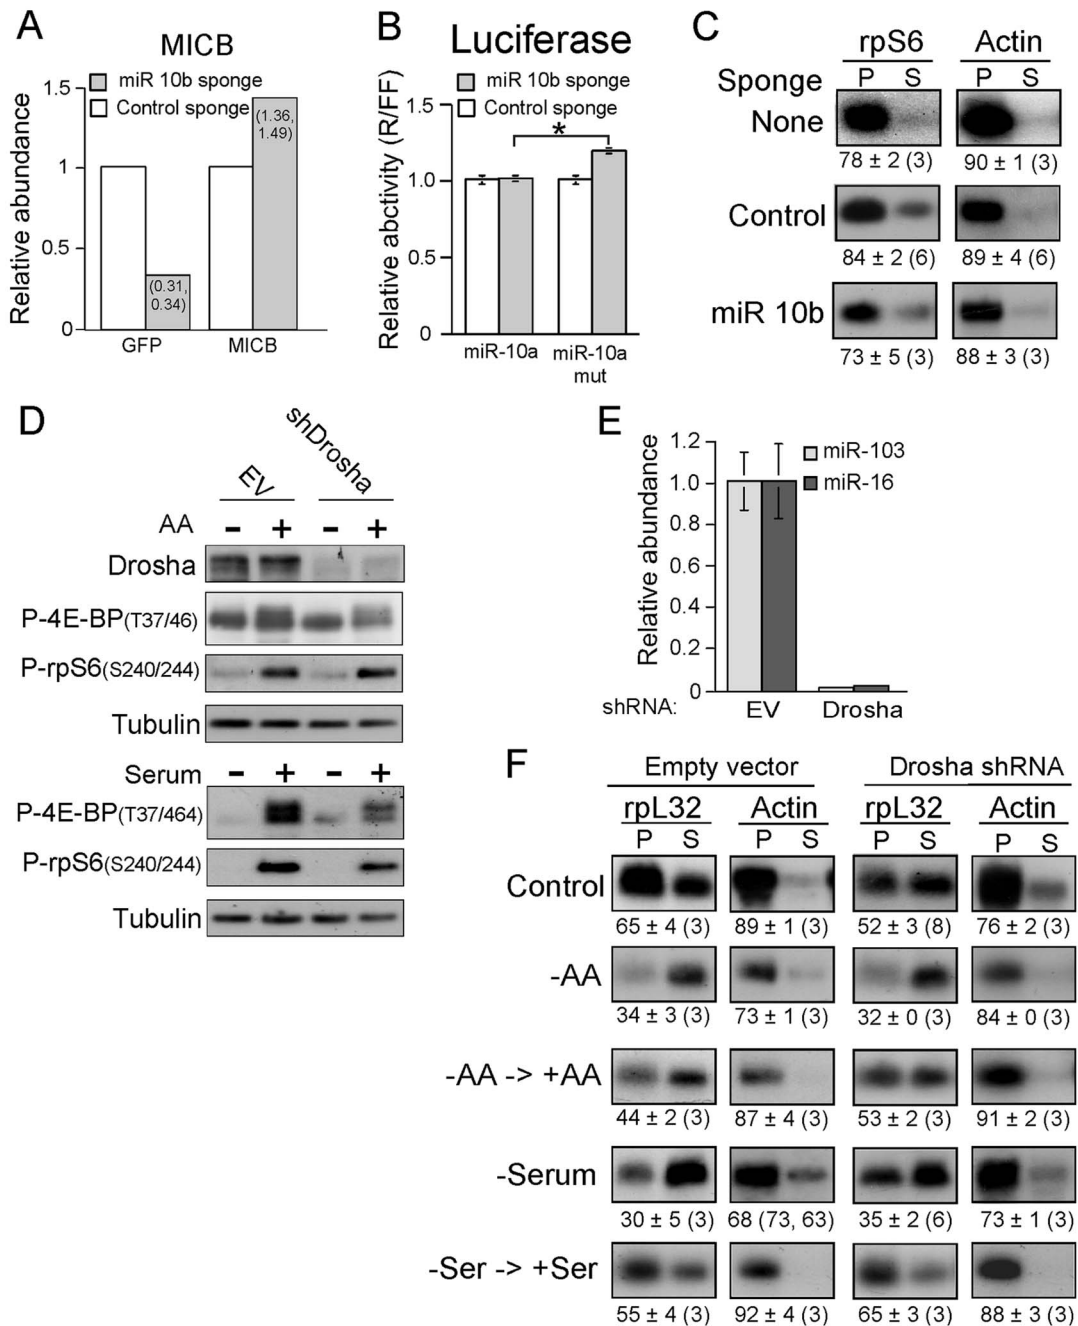 A
MICB
miR 10b sponge
Control sponge
Relative abundance
1.5
1
0.5
0
(0.31, 0.34)
(1.36, 1.49)
GFP
MICB
B
Luciferase
miR 10b sponge
Control sponge
Relative abctivity (R/FF)
1.5
1.0
0.5
0
*
miR-10a
miR-10a mut
C
rpS6 Actin
Sponge P S P S
None
78 ± 2 (3) 90 ± 1 (3)
Control
84 ± 2 (6) 89 ± 4 (6)
miR 10b
73 ± 5 (3) 88 ± 3 (3)
D
EV shDrosha
AA - + - +
Drosha
P-4E-BP(T37/46)
P-rpS6(S240/244)
Tubulin
Serum - + - +
P-4E-BP(T37/464)
P-rpS6(S240/244)
Tubulin
E
Relative abundance
1.2
1.0
0.8
0.6
0.4
0.2
0
miR-103
miR-16
shRNA: EV Drosha
F
Empty vector Drosha shRNA
rpL32 Actin rpL32 Actin
P S P S P S P S
Control
65 ± 4 (3) 89 ± 1 (3) 52 ± 3 (8) 76 ± 2 (3)
-AA
34 ± 3 (3) 73 ± 1 (3) 32 ± 0 (3) 84 ± 0 (3)
-AA -> +AA
44 ± 2 (3) 87 ± 4 (3) 53 ± 2 (3) 91 ± 2 (3)
-Serum
30 ± 5 (3) 68 (73, 63) 35 ± 2 (6) 73 ± 1 (3)
-Ser -> +Ser
55 ± 4 (3) 92 ± 4 (3) 65 ± 3 (3) 88 ± 3 (3)